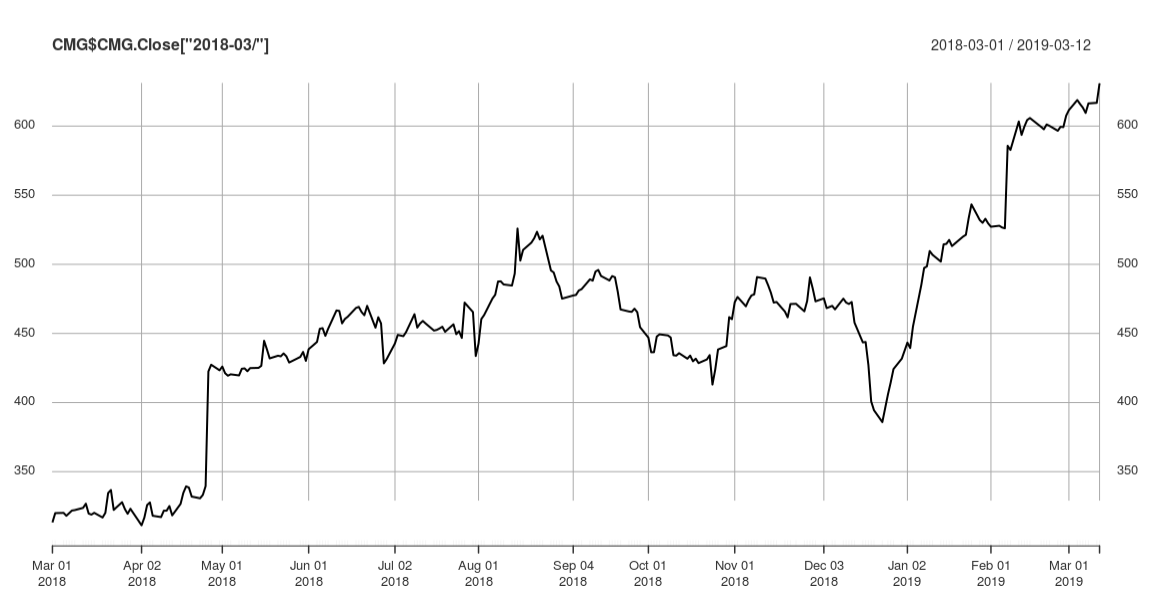 CMG$CMG.Close["2018-03/"]
2018-03-01 / 2019-03-12
600
600
550
550
500
500
450
450
400
400
350
350
Mar 01
2018
Apr 02
2018
May 01
2018
Jun 01
2018
Jul 02
2018
Aug 01
2018
Sep 04
2018
Oct 01
2018
Nov 01
2018
Dec 03
2018
Jan 02
2019
Feb 01
2019
Mar 01
2019